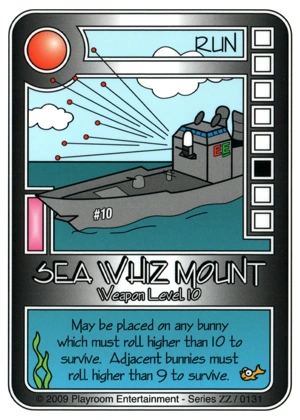 RUN
#10
SEA WHIZ MOUNT
Weapon Level 10
May be placed on any bunny
which must roll higher than 10 to
survive. Adjacent bunnies must
roll higher than 9 to survive.
© 2009 Playroom Entertainment - Series ZZ / 0131